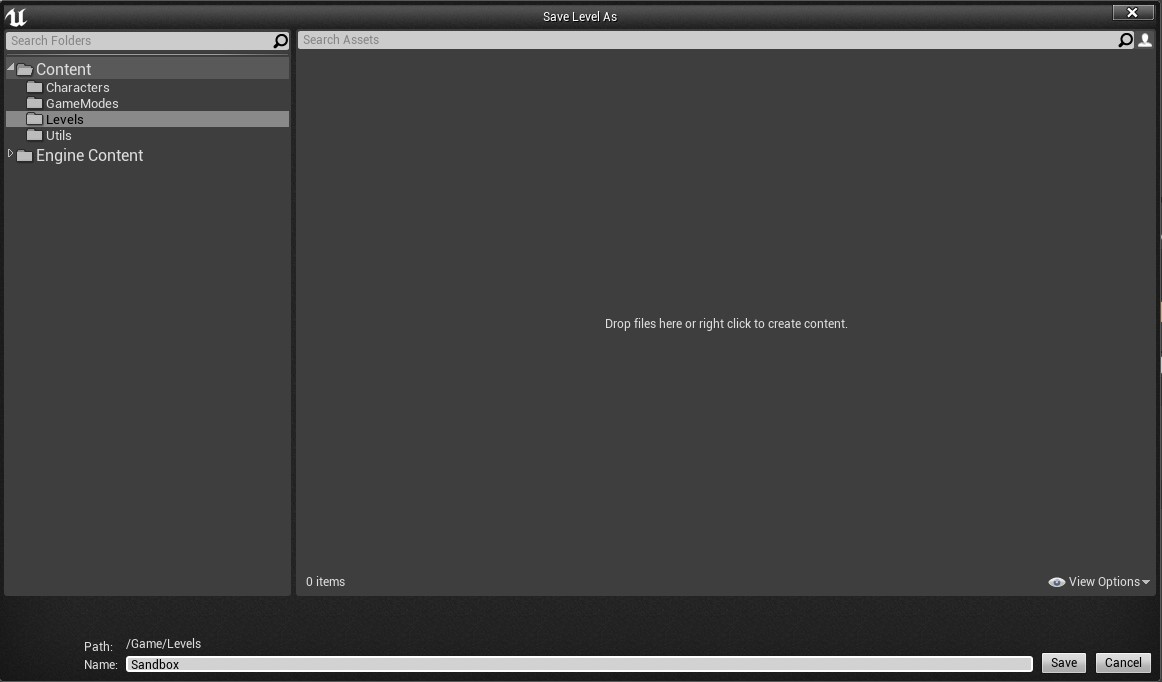 Save Level As
Search Folders
Search Assets
Content
Characters
GameModes
Levels
Utils
Engine Content
Drop files here or right click to create content.
0 items
View Options
Path: /Game/Levels
Name: Sandbox
Save
Cancel